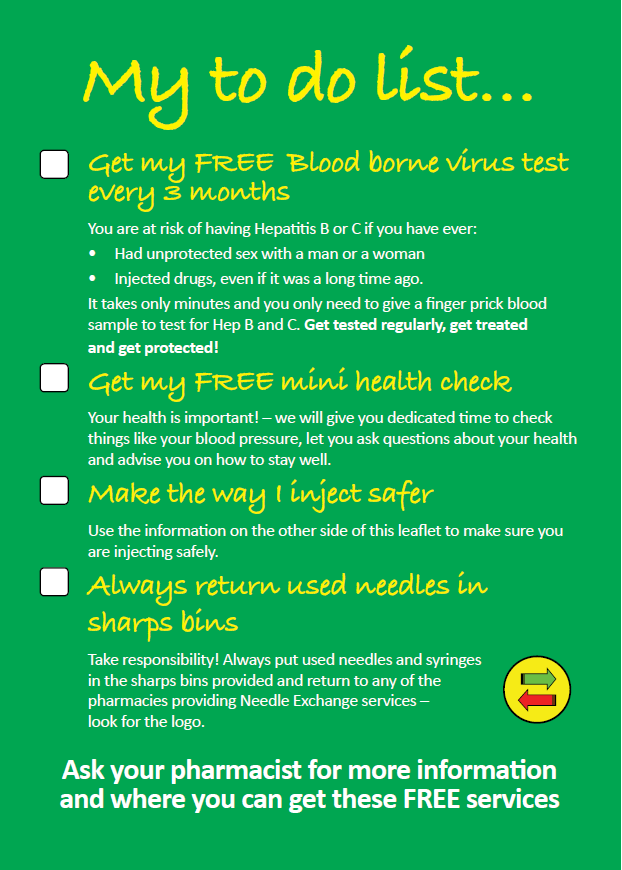 My to do list...
Get my FREE Blood borne virus test
every 3 months
You are at risk of having Hepatitis B or C if you have ever:
• Had unprotected sex with a man or a woman
• Injected drugs, even if it was a long time ago.
It takes only minutes and you only need to give a finger prick blood
sample to test for Hep B and C. Get tested regularly, get treated
and get protected!
Get my FREE mini health check
Your health is important! – we will give you dedicated time to check
things like your blood pressure, let you ask questions about your health
and advise you on how to stay well.
Make the way I inject safer
Use the information on the other side of this leaflet to make sure you
are injecting safely.
Always return used needles in
sharps bins
Take responsibility! Always put used needles and syringes
in the sharps bins provided and return to any of the
pharmacies providing Needle Exchange services –
look for the logo.
Ask your pharmacist for more information
and where you can get these FREE services